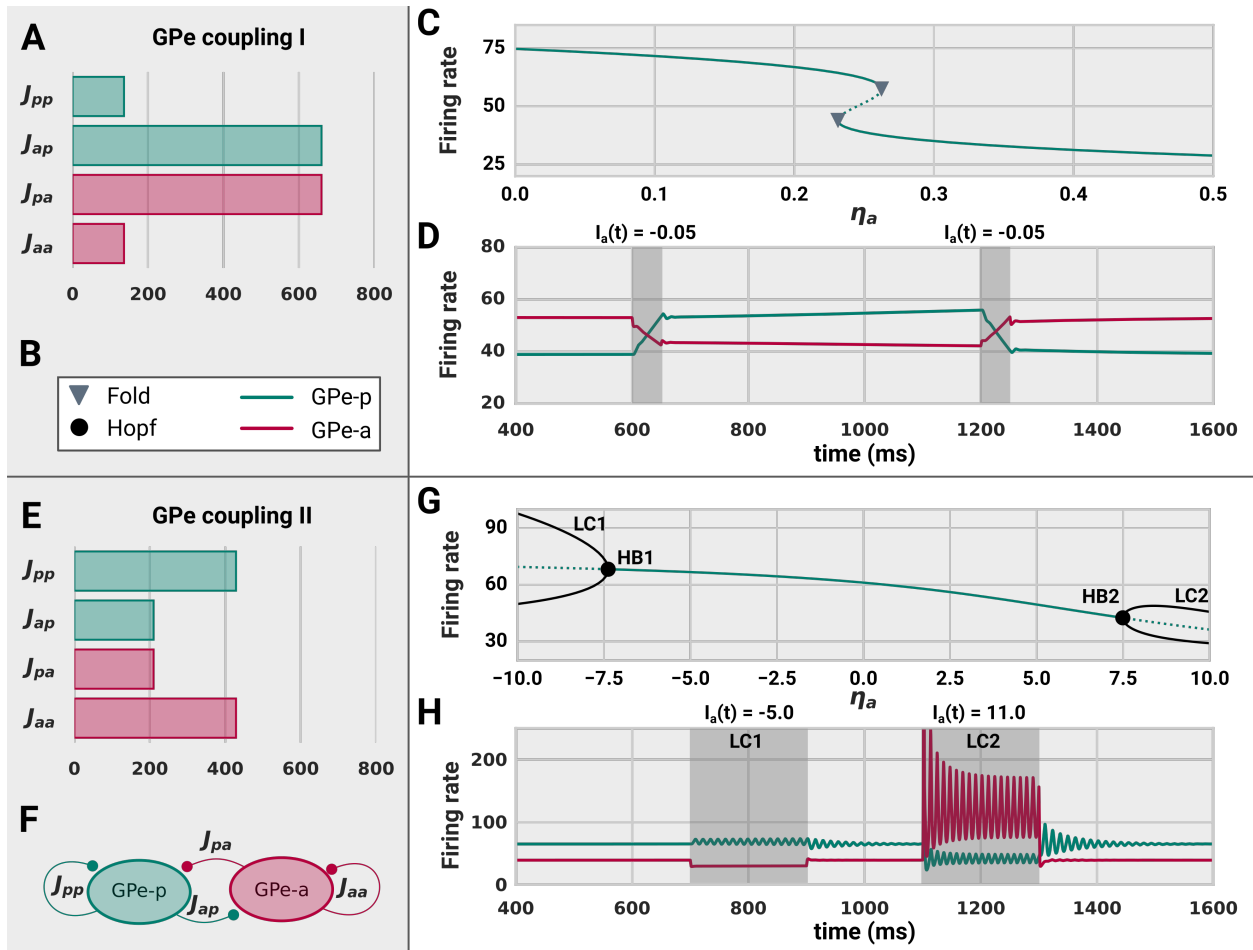 A
GPe coupling I
J_pp
J_ap
J_pa
J_aa
0 200 400 600 800
B
Fold
Hopf
GPe-p
GPe-a
C
Firing rate
75
50
25
0.0 0.1 0.2 0.3 0.4 0.5
η_a
D
I_a(t) = -0.05 I_a(t) = -0.05
Firing rate
80
60
40
20
400 600 800 1000 1200 1400 1600
time (ms)
E
GPe coupling II
J_pp
J_ap
J_pa
J_aa
0 200 400 600 800
F
J_pa
J_pp GPe-p J_ap GPe-a J_aa
G
Firing rate
90
60
30
LC1
HB1
HB2
LC2
−10.0 −7.5 −5.0 −2.5 0.0 2.5 5.0 7.5 10.0
η_a
H
I_a(t) = -5.0 I_a(t) = 11.0
LC1 LC2
Firing rate
200
100
0
400 600 800 1000 1200 1400 1600
time (ms)